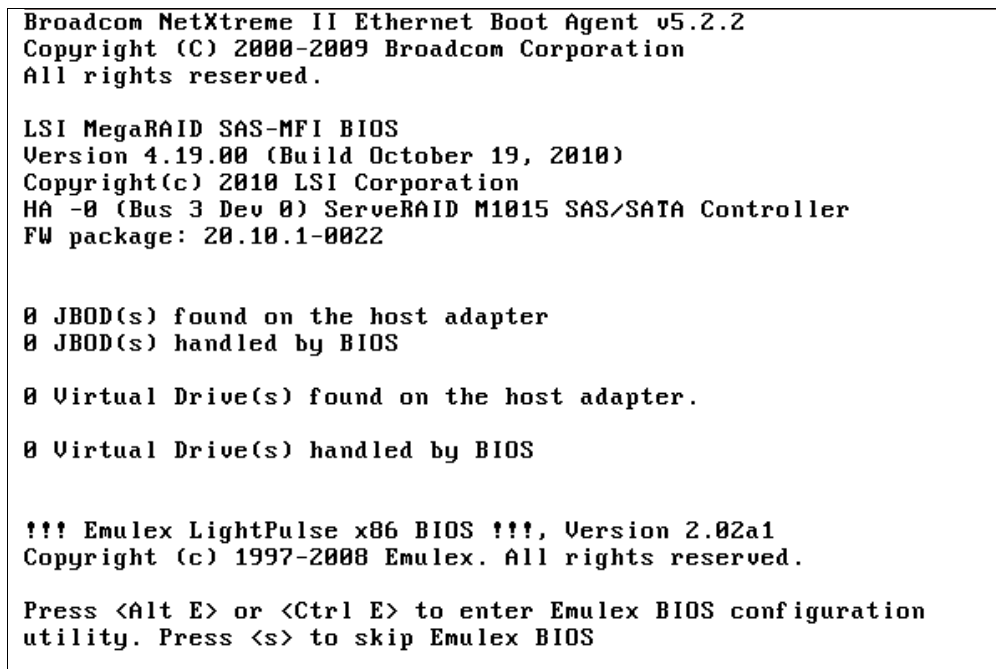 Broadcom NetXtreme II Ethernet Boot Agent v5.2.2
Copyright (C) 2000-2009 Broadcom Corporation
All rights reserved.
LSI MegaRAID SAS-MFI BIOS
Version 4.19.00 (Build October 19, 2010)
Copyright(c) 2010 LSI Corporation
HA -0 (Bus 3 Dev 0) ServeRAID M1015 SAS/SATA Controller
FW package: 20.10.1-0022
0 JBOD(s) found on the host adapter
0 JBOD(s) handled by BIOS
0 Virtual Drive(s) found on the host adapter.
0 Virtual Drive(s) handled by BIOS
!!! Emulex LightPulse x86 BIOS !!!, Version 2.02a1
Copyright (c) 1997-2008 Emulex. All rights reserved.
Press <Alt E> or <Ctrl E> to enter Emulex BIOS configuration
utility. Press <s> to skip Emulex BIOS